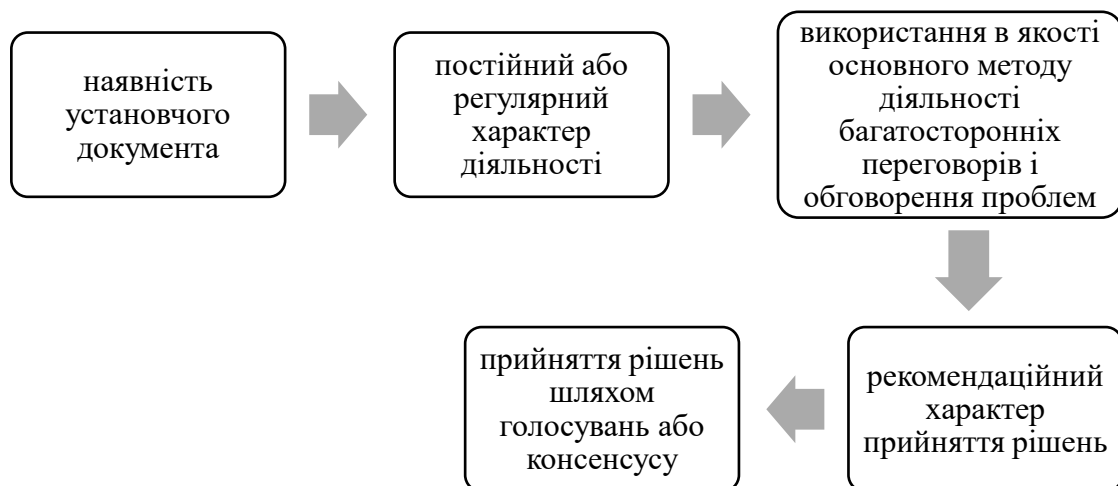 наявність
установчого
документа
постійний або
регулярний
характер
діяльності
використання в якості
основного методу
діяльності
багатосторонніх
переговорів і
обговорення проблем
рекомендаційний
характер
прийняття рішень
прийняття рішень
шляхом
голосувань або
консенсусу